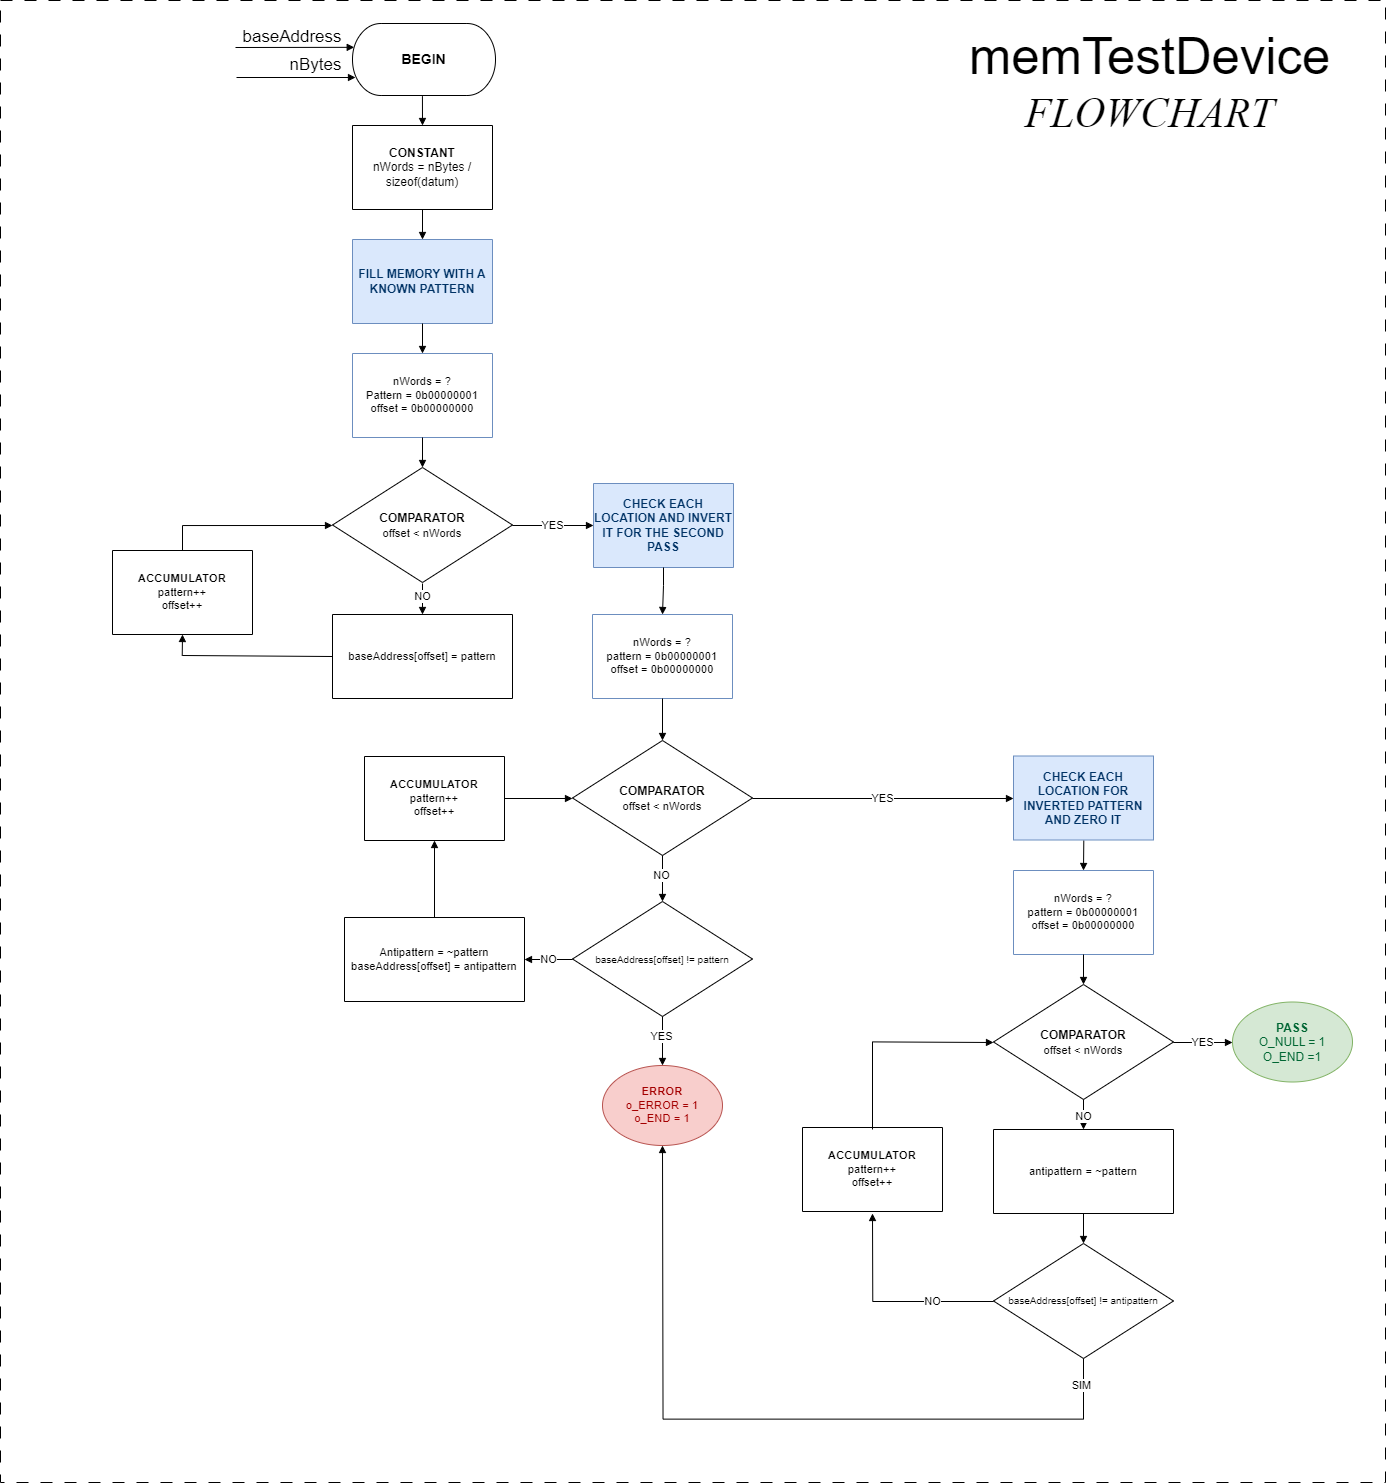 memTestDevice
FLOWCHART
baseAddress
nBytes
BEGIN
CONSTANT
nWords = nBytes /
sizeof(datum)
FILL MEMORY WITH A
KNOWN PATTERN
nWords = ?
Pattern = 0b00000001
offset = 0b00000000
COMPARATOR
offset < nWords
YES
NO
ACCUMULATOR
pattern++
offset++
baseAddress[offset] = pattern
CHECK EACH
LOCATION AND INVERT
IT FOR THE SECOND
PASS
nWords = ?
pattern = 0b00000001
offset = 0b00000000
COMPARATOR
offset < nWords
YES
NO
ACCUMULATOR
pattern++
offset++
Antipattern = ~pattern
baseAddress[offset] = antipattern
NO
baseAddress[offset] != pattern
YES
ERROR
o_ERROR = 1
o_END = 1
CHECK EACH
LOCATION FOR
INVERTED PATTERN
AND ZERO IT
nWords = ?
pattern = 0b00000001
offset = 0b00000000
COMPARATOR
offset < nWords
YES
PASS
O_NULL = 1
O_END =1
NO
ACCUMULATOR
pattern++
offset++
antipattern = ~pattern
NO
baseAddress[offset] != antipattern
SIM